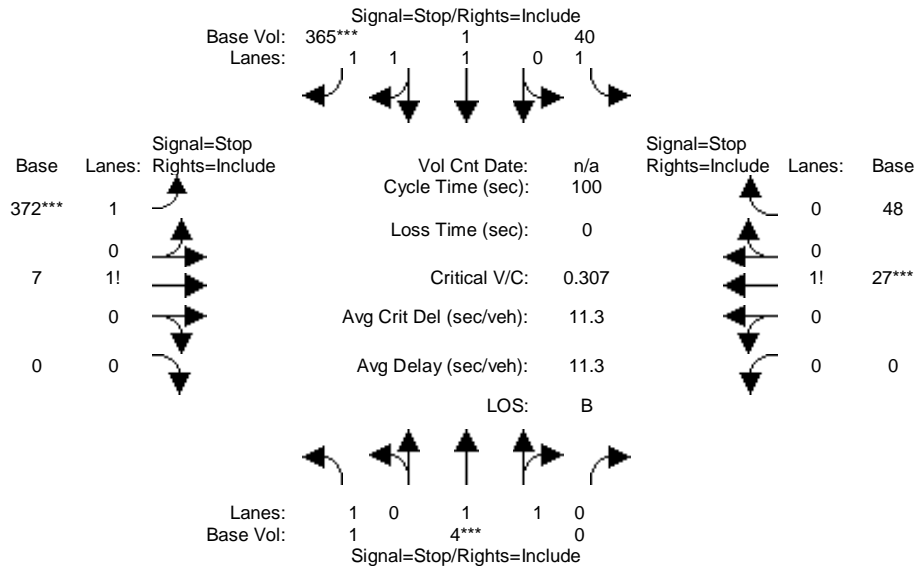 Signal=Stop/Rights=Include
Base Vol: 365*** 1 40
Lanes: 1 1 1 0 1
Signal=Stop Signal=Stop
Base Lanes: Rights=Include Vol Cnt Date: n/a Rights=Include Lanes: Base
Cycle Time (sec): 100
372*** 1 0 48
Loss Time (sec): 0
0 0
7 1! Critical V/C: 0.307 1! 27***
0 Avg Crit Del (sec/veh): 11.3 0
0 0 Avg Delay (sec/veh): 11.3 0 0
LOS: B
Lanes: 1 0 1 1 0
Base Vol: 1 4*** 0
Signal=Stop/Rights=Include